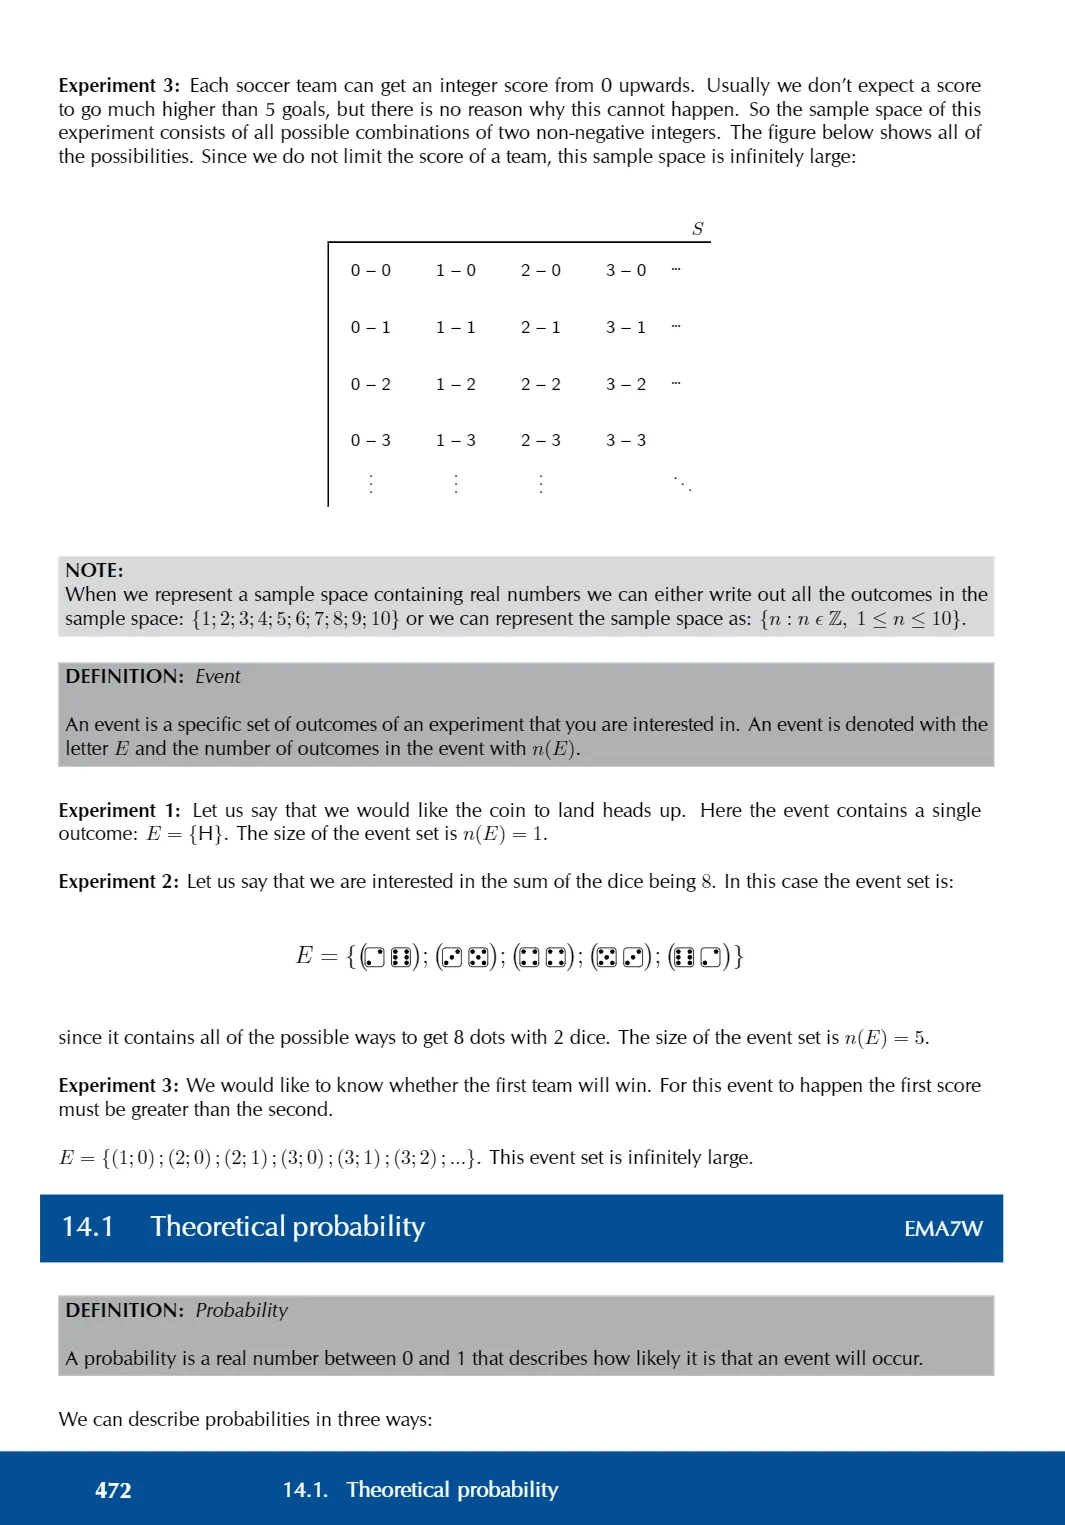 Experiment 3: Each soccer team can get an integer score from 0 upwards. Usually we don't expect a score
to go much higher than 5 goals, but there is no reason why this cannot happen. So the sample space of this
experiment consists of all possible combinations of two non-negative integers. The figure below shows all of
the possibilities. Since we do not limit the score of a team, this sample space is infinitely large:
S
0 – 0 1 – 0 2 – 0 3 – 0 ...
0 – 1 1 – 1 2 – 1 3 – 1 ...
0 – 2 1 – 2 2 – 2 3 – 2 ...
0 – 3 1 – 3 2 – 3 3 – 3
⋮ ⋮ ⋮ ⋱
NOTE:
When we represent a sample space containing real numbers we can either write out all the outcomes in the
sample space: {1; 2; 3; 4; 5; 6; 7; 8; 9; 10} or we can represent the sample space as: {n : n ϵ ℤ, 1 ≤ n ≤ 10}.
DEFINITION: Event
An event is a specific set of outcomes of an experiment that you are interested in. An event is denoted with the
letter E and the number of outcomes in the event with n(E).
Experiment 1: Let us say that we would like the coin to land heads up. Here the event contains a single
outcome: E = {H}. The size of the event set is n(E) = 1.
Experiment 2: Let us say that we are interested in the sum of the dice being 8. In this case the event set is:
E = {(⚁ ⚅); (⚂ ⚄); (⚃ ⚃); (⚄ ⚂); (⚅ ⚁)}
since it contains all of the possible ways to get 8 dots with 2 dice. The size of the event set is n(E) = 5.
Experiment 3: We would like to know whether the first team will win. For this event to happen the first score
must be greater than the second.
E = {(1; 0) ; (2; 0) ; (2; 1) ; (3; 0) ; (3; 1) ; (3; 2) ; ...}. This event set is infinitely large.
14.1 Theoretical probability EMA7W
DEFINITION: Probability
A probability is a real number between 0 and 1 that describes how likely it is that an event will occur.
We can describe probabilities in three ways:
472 14.1. Theoretical probability